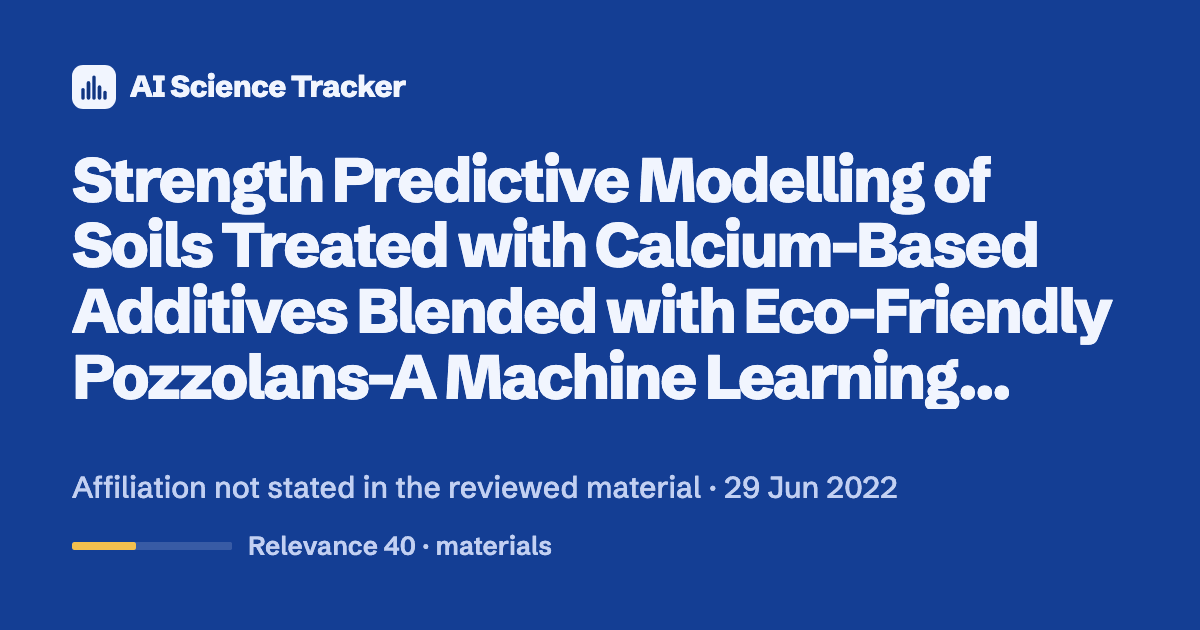 AI Science Tracker
Strength Predictive Modelling of
Soils Treated with Calcium-Based
Additives Blended with Eco-Friendly
Pozzolans-A Machine Learning...
Affiliation not stated in the reviewed material · 29 Jun 2022
Relevance 40 · materials